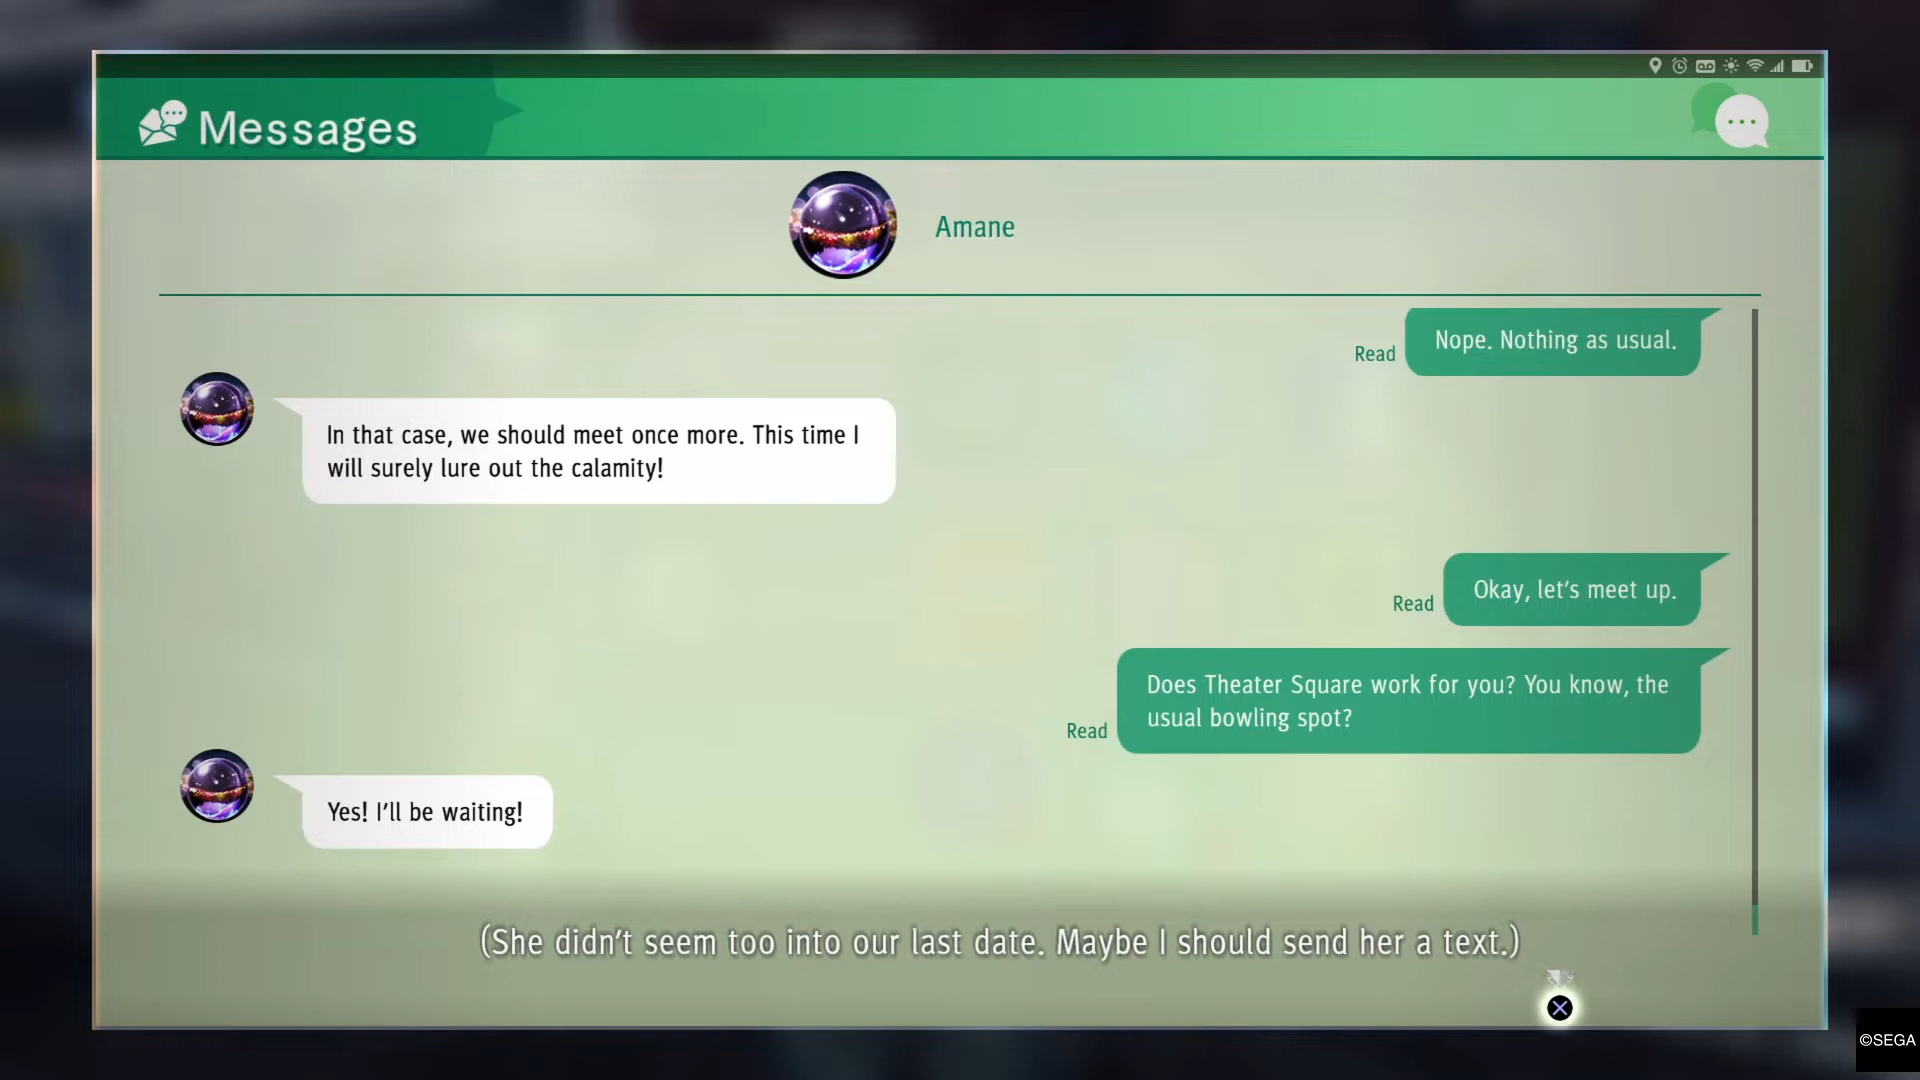 Messages
Amane
Nope. Nothing as usual.
Read
In that case, we should meet once more. This time I
will surely lure out the calamity!
Okay, let's meet up.
Read
Does Theater Square work for you? You know, the
usual bowling spot?
Read
Yes! I'll be waiting!
(She didn't seem too into our last date. Maybe I should send her a text.)
©SEGA